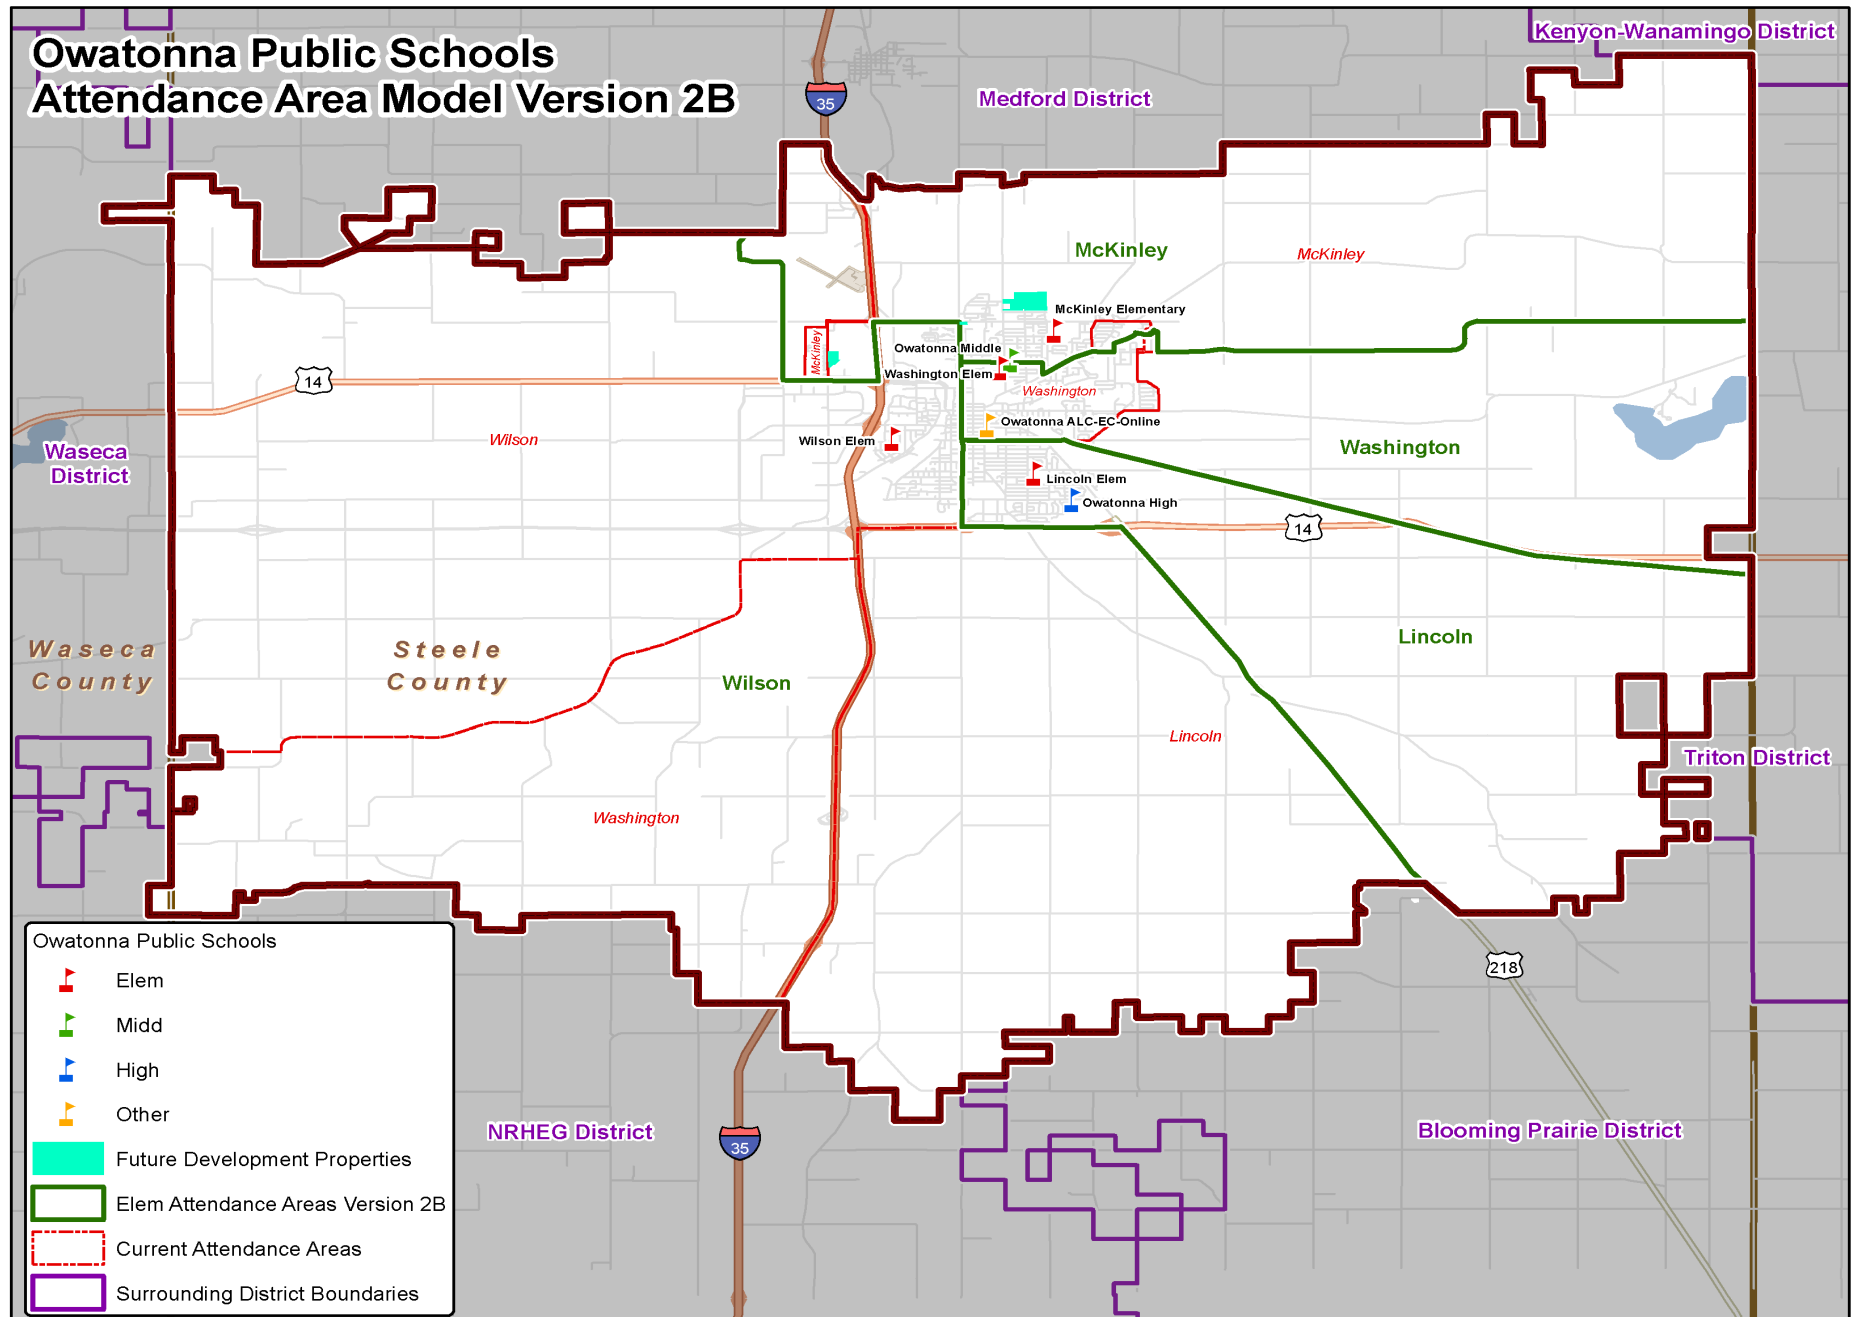 Owatonna Public Schools
Attendance Area Model Version 2B
Kenyon-Wanamingo District
35
Medford District
McKinley
McKinley
McKinley Elementary
McKinley
Owatonna Middle
Washington Elem
14
Washington
Owatonna ALC-EC-Online
Wilson
Wilson Elem
Washington
Waseca
District
Lincoln Elem
Owatonna High
14
Waseca
County
Steele
County
Lincoln
Wilson
Lincoln
Triton District
Washington
218
NRHEG District
35
Blooming Prairie District
Owatonna Public Schools
Elem
Midd
High
Other
Future Development Properties
Elem Attendance Areas Version 2B
Current Attendance Areas
Surrounding District Boundaries